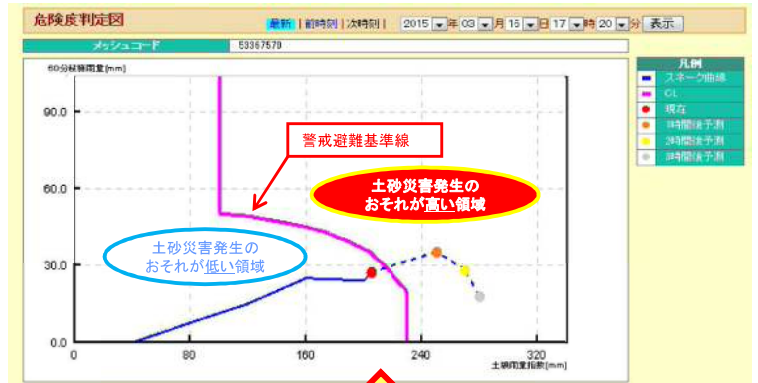 危険度判定図
最新 | 前時刻 | 次時刻 | 2015 年 03 月 16 日 17 時 20 分 表示
メッシュコード 53367579
60分積算雨量[mm]
90.0
60.0
30.0
0.0
0 80 160 240 320
土壌雨量指数[mm]
警戒避難基準線
土砂災害発生の
おそれが高い領域
土砂災害発生の
おそれが低い領域
凡例
スネーク曲線
CL
現在
1時間後予測
2時間後予測
3時間後予測